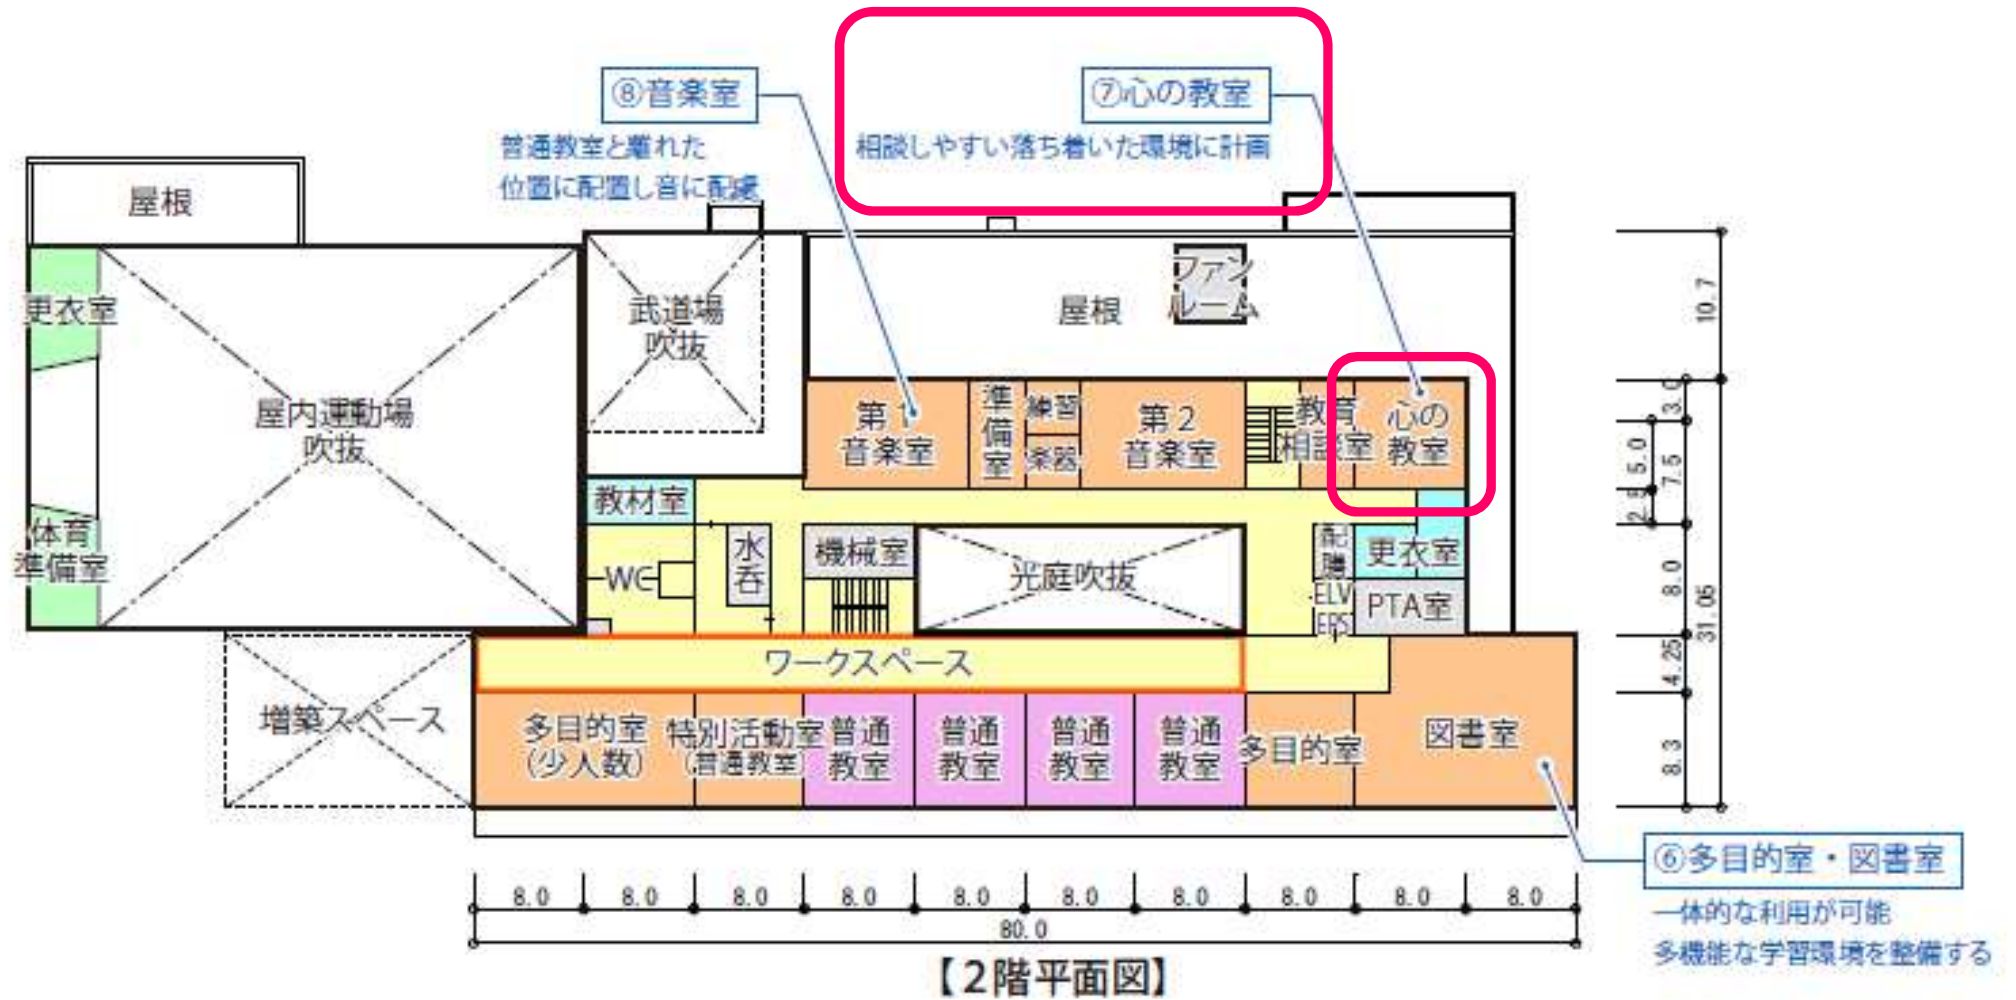 ⑧音楽室
普通教室と離れた
位置に配置し音に配慮
⑦心の教室
相談しやすい落ち着いた環境に計画
屋根
更衣室
屋内運動場
吹抜
体育
準備室
武道場
吹抜
屋根
ファン
ルーム
第1
音楽室
準備室
練習
楽器
第2
音楽室
教育
相談室
心の
教室
教材室
WC
水呑
機械室
光庭吹抜
配膳
ELV
EPS
更衣室
PTA室
ワークスペース
増築スペース
多目的室
(少人数)
特別活動室
(普通教室)
普通
教室
普通
教室
普通
教室
普通
教室
多目的室
図書室
10.7
3.0
5.0
7.5
2.5
8.0
31.05
4.25
8.3
⑥多目的室・図書室
一体的な利用が可能
多機能な学習環境を整備する
8.0 8.0 8.0 8.0 8.0 8.0 8.0 8.0 8.0 8.0
80.0
【2階平面図】